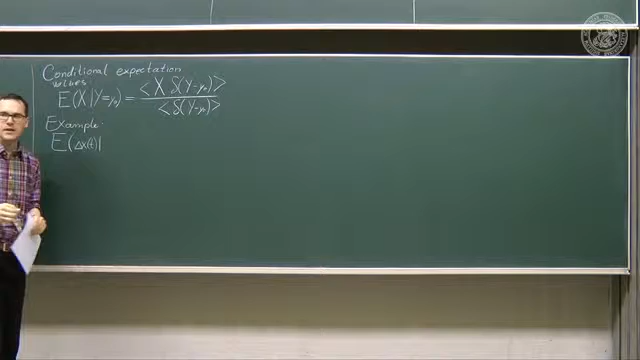 Conditional expectation
values
E(X|Y=y₀) = <X δ(Y-y₀)> / <δ(Y-y₀)>
Example:
E(Δx(t)|